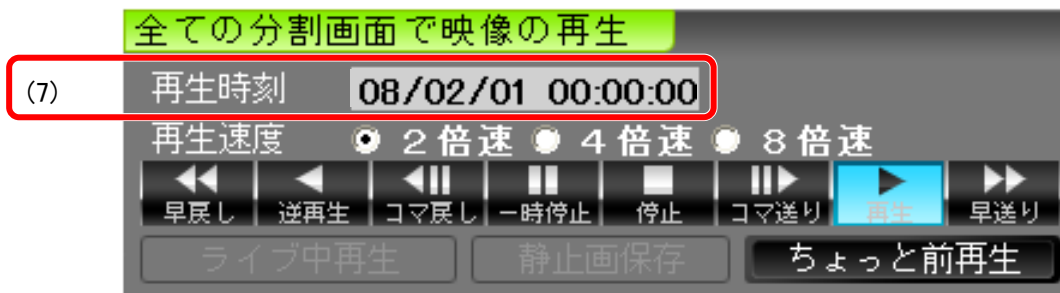 全ての分割画面で映像の再生
(7) 再生時刻 08/02/01 00:00:00
再生速度 2倍速 4倍速 8倍速
早戻し 逆再生 コマ戻し 一時停止 停止 コマ送り 再生 早送り
ライブ中再生 静止画保存 ちょっと前再生